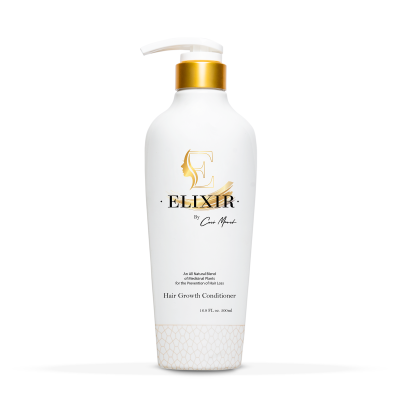 E
· ELIXIR ·
By
An All Natural Blend
of Medicinal Plants
for the Prevention of Hair Loss
Hair Growth Conditioner
16.9 FL oz. 500ml